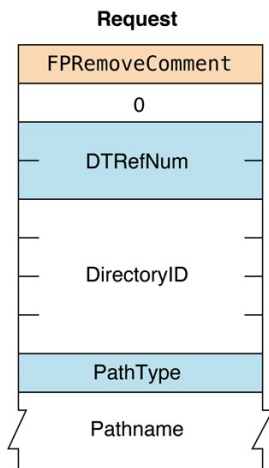 Request
FPRemoveComment
0
DTRefNum
DirectoryID
PathType
Pathname